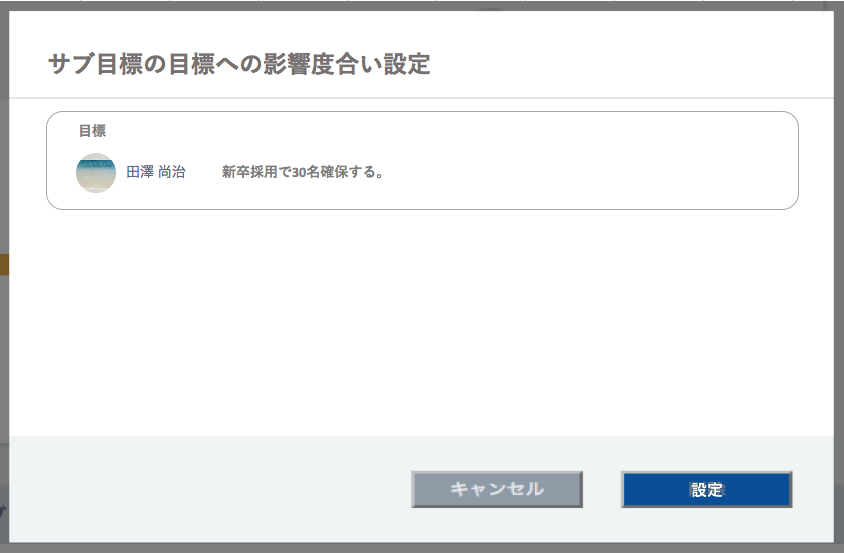 サブ目標の目標への影響度合い設定
目標
田澤 尚治 新卒採用で30名確保する。
キャンセル
設定